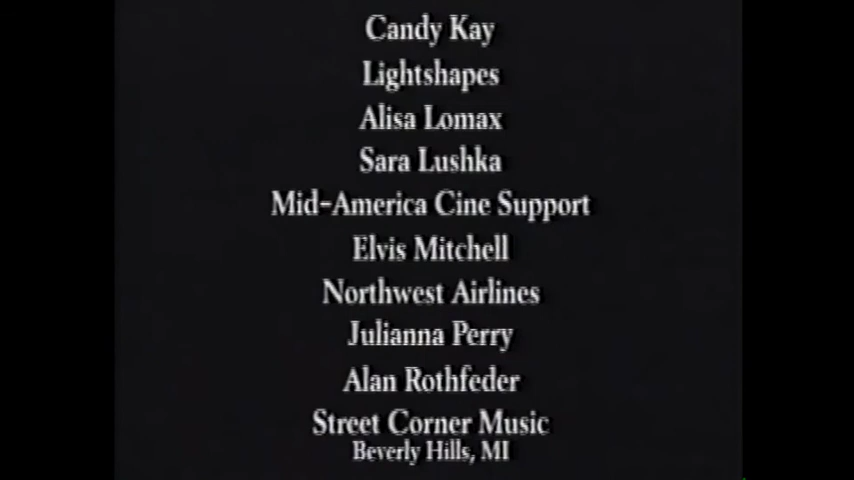 Candy Kay
Lightshapes
Alisa Lomax
Sara Lushka
Mid-America Cine Support
Elvis Mitchell
Northwest Airlines
Julianna Perry
Alan Rothfeder
Street Corner Music
Beverly Hills, MI